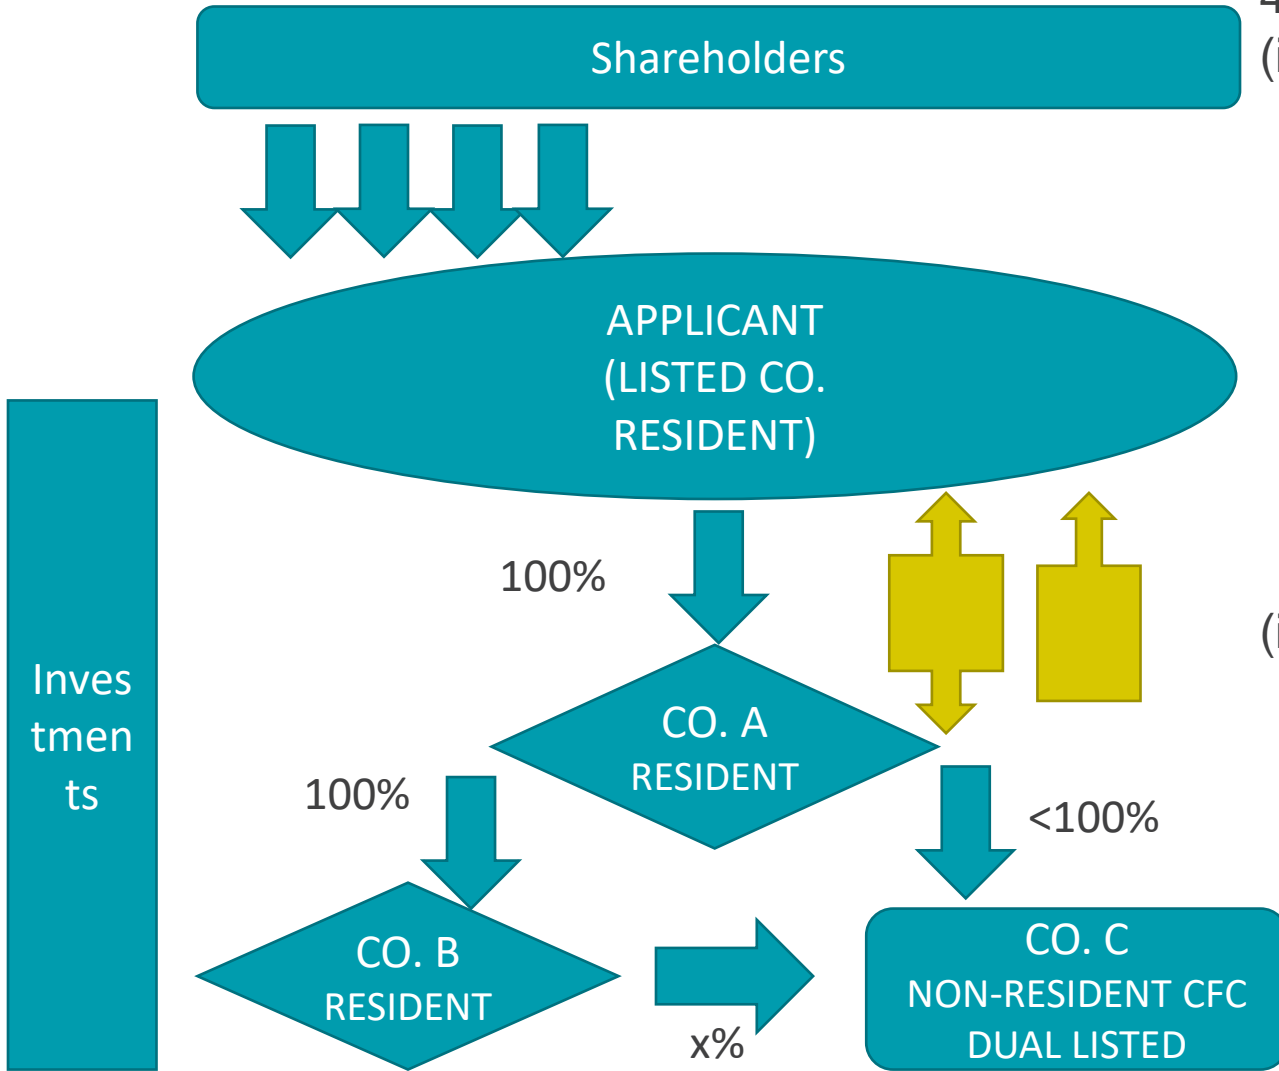 4
(i
Shareholders
APPLICANT
(LISTED CO.
RESIDENT)
100%
(i
Inves
tmen
ts
CO. A
RESIDENT
100%
<100%
CO. B
RESIDENT
x%
CO. C
NON-RESIDENT CFC
DUAL LISTED